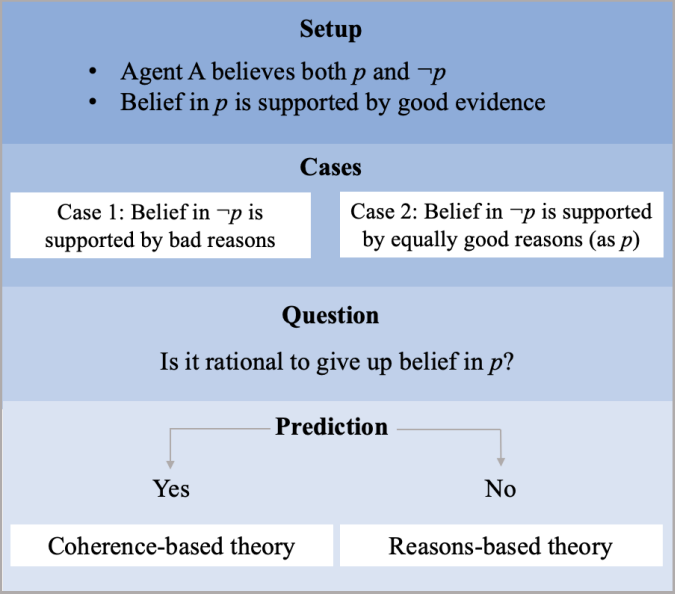 Setup
• Agent A believes both p and ¬p
• Belief in p is supported by good evidence
Cases
Case 1: Belief in ¬p is
supported by bad reasons
Case 2: Belief in ¬p is supported
by equally good reasons (as p)
Question
Is it rational to give up belief in p?
Prediction
Yes
No
Coherence-based theory
Reasons-based theory